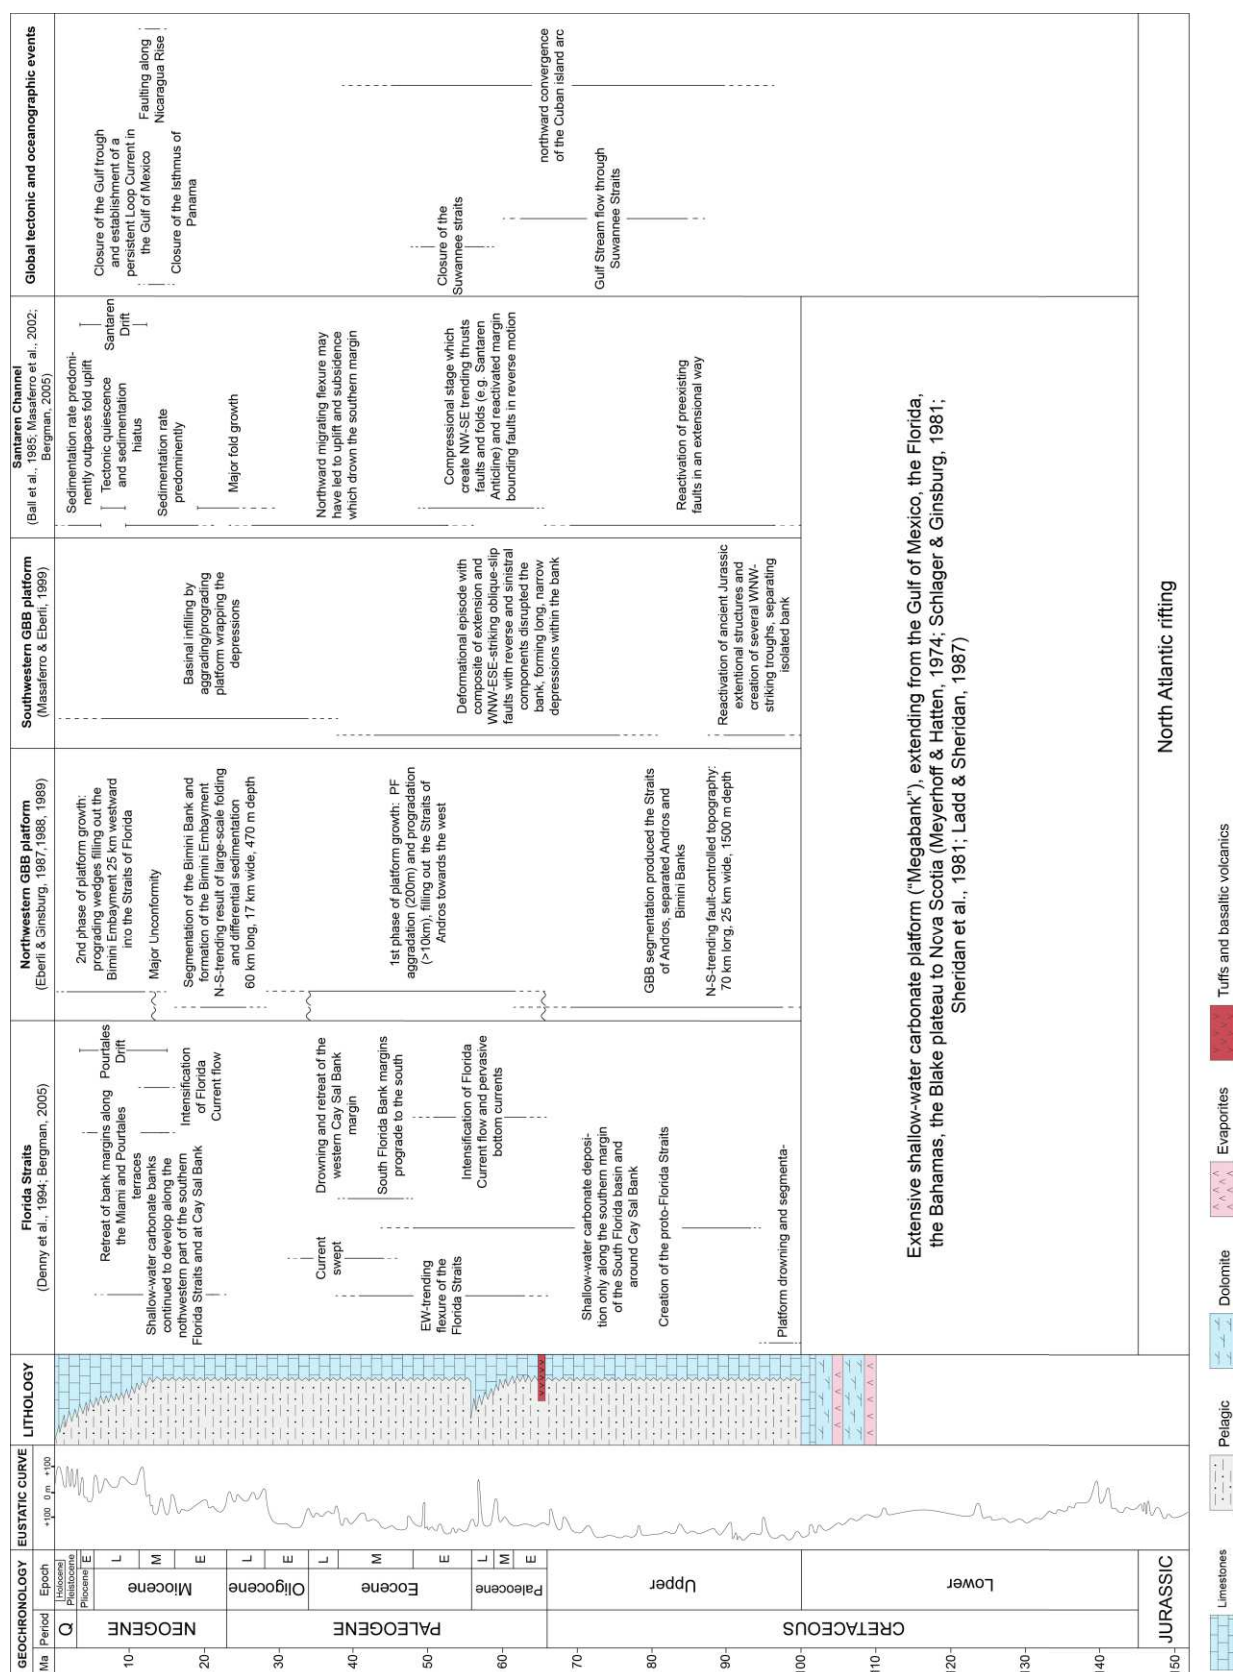 GEOCHRONOLOGY
Ma
Period
Epoch
EUSTATIC CURVE
+100
0 m
+100
LITHOLOGY
Florida Straits
(Denny et al., 1994; Bergman, 2005)
Northwestern GBB platform
(Eberli & Ginsburg, 1987,1988, 1989)
Southwestern GBB platform
(Masaferro & Eberli, 1999)
Santaren Channel
(Ball et al., 1985; Masaferro et al., 2002;
Bergman, 2005)
Global tectonic and oceanographic events
10
20
30
40
50
60
70
80
90
100
110
120
130
140
150
Q
NEOGENE
PALEOGENE
CRETACEOUS
JURASSIC
Holocene
Pleistocene
Pliocene
E
Miocene
L
M
E
Oligocene
L
E
Eocene
L
M
E
Paleocene
L
M
E
Upper
Lower
Retreat of bank margins along
the Miami and Pourtales
terraces
Pourtales
Drift
Shallow-water carbonate banks
continued to develop along the
nothwestern part of the southern
Florida Straits and at Cay Sal Bank
Intensification
of Florida
Current flow
Drowning and retreat of the
western Cay Sal Bank
margin
Current
swept
South Florida Bank margins
prograde to the south
EW-trending
flexure of the
Florida Straits
Intensification of Florida
Current flow and pervasive
bottom currents
Shallow-water carbonate deposi-
tion only along the southern margin
of the South Florida basin and
around Cay Sal Bank
Creation of the proto-Florida Straits
Platform drowning and segmenta-
2nd phase of platform growth:
prograding wedges filling out the
Bimini Embayment 25 km westward
into the Straits of Florida
Major Unconformity
Segmentation of the Bimini Bank and
formation of the Bimini Embayment
N-S-trending result of large-scale folding
and differential sedimentation
60 km long, 17 km wide, 470 m depth
1st phase of platform growth: PF
aggradation (200m) and progradation
(>10km), filling out the Straits of
Andros towards the west
GBB segmentation produced the Straits
of Andros, separated Andros and
Bimini Banks
N-S-trending fault-controlled topography:
70 km long, 25 km wide, 1500 m depth
Basinal infilling by
aggrading/prograding
platform wrapping the
depressions
Deformational episode with
composite of extension and
WNW-ESE-striking oblique-slip
faults with reverse and sinistral
components disrupted the
bank, forming long, narrow
depressions within the bank
Reactivation of ancient Jurassic
extentional structures and
creation of several WNW-
striking troughs, separating
isolated bank
Sedimentation rate predomi-
nently outpaces fold uplift
Tectonic quiescence
and sedimentation
hiatus
Santaren
Drift
Sedimentation rate
predominently
Major fold growth
Northward migrating flexure may
have led to uplift and subsidence
which drown the southern margin
Compressional stage which
create NW-SE trending thrusts
faults and folds (e.g. Santaren
Anticline) and reactivated margin
bounding faults in reverse motion
Reactivation of preexisting
faults in an extensional way
Closure of the Gulf trough
and establishment of a
persistent Loop Current in
the Gulf of Mexico
Faulting along
Nicaragua Rise
Closure of the Isthmus of
Panama
Closure of the
Suwannee straits
northward convergence
of the Cuban island arc
Gulf Stream flow through
Suwannee Straits
Extensive shallow-water carbonate platform (“Megabank”), extending from the Gulf of Mexico, the Florida,
the Bahamas, the Blake plateau to Nova Scotia (Meyerhoff & Hatten, 1974; Schlager & Ginsburg, 1981;
Sheridan et al., 1981; Ladd & Sheridan, 1987)
North Atlantic rifting
Limestones
Pelagic
Dolomite
Evaporites
Tuffs and basaltic volcanics